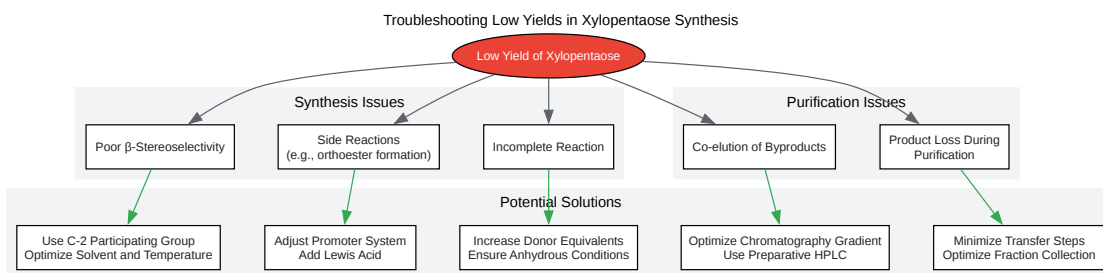 Troubleshooting Low Yields in Xylopentaose Synthesis
Low Yield of Xylopentaose
Synthesis Issues
Purification Issues
Poor β-Stereoselectivity
Side Reactions
(e.g., orthoester formation)
Incomplete Reaction
Co-elution of Byproducts
Product Loss During
Purification
Potential Solutions
Use C-2 Participating Group
Optimize Solvent and Temperature
Adjust Promoter System
Add Lewis Acid
Increase Donor Equivalents
Ensure Anhydrous Conditions
Optimize Chromatography Gradient
Use Preparative HPLC
Minimize Transfer Steps
Optimize Fraction Collection